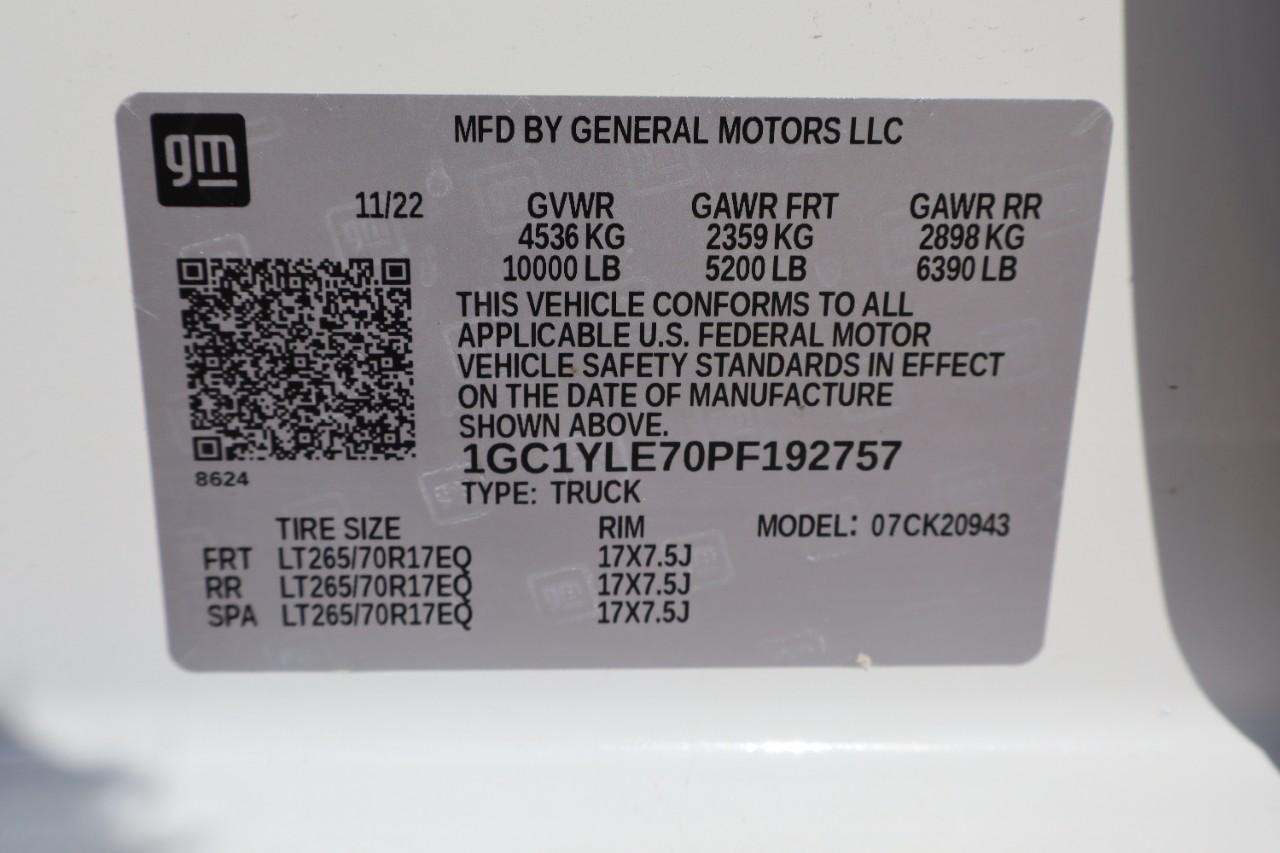 gm
MFD BY GENERAL MOTORS LLC
11/22 GVWR GAWR FRT GAWR RR
4536 KG 2359 KG 2898 KG
10000 LB 5200 LB 6390 LB
THIS VEHICLE CONFORMS TO ALL
APPLICABLE U.S. FEDERAL MOTOR
VEHICLE SAFETY STANDARDS IN EFFECT
ON THE DATE OF MANUFACTURE
SHOWN ABOVE.
1GC1YLE70PF192757
8624
TYPE: TRUCK
TIRE SIZE RIM MODEL: 07CK20943
FRT LT265/70R17EQ 17X7.5J
RR LT265/70R17EQ 17X7.5J
SPA LT265/70R17EQ 17X7.5J